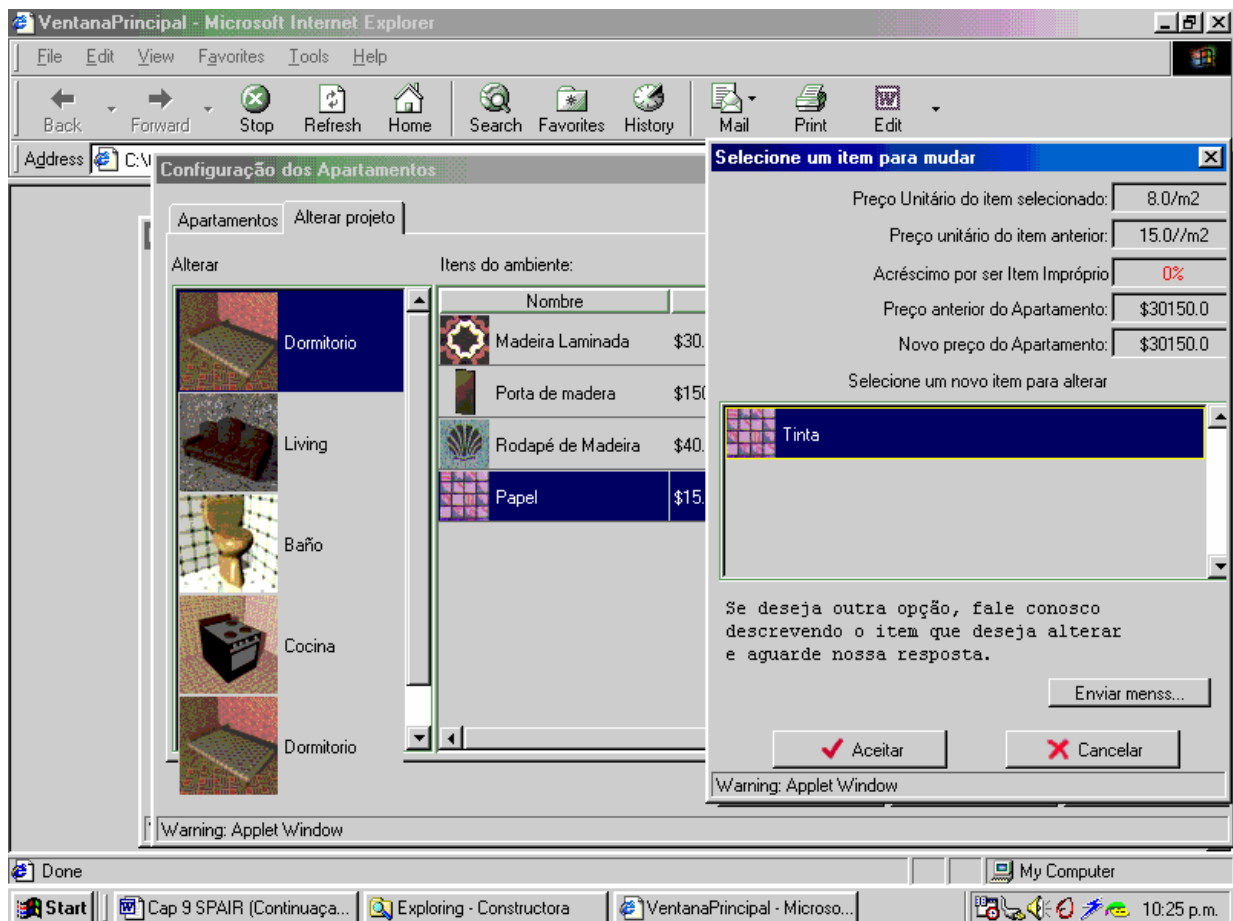 VentanaPrincipal - Microsoft Internet Explorer
File Edit View Favorites Tools Help
Back Forward Stop Refresh Home Search Favorites History Mail Print Edit
Address C:\
Configuração dos Apartamentos
Apartamentos Alterar projeto
Alterar
Dormitorio
Living
Baño
Cocina
Dormitorio
Itens do ambiente:
Nombre
Madeira Laminada $30.
Porta de madera $150
Rodapé de Madeira $40.
Papel $15.
Warning: Applet Window
Selecione um item para mudar
Preço Unitário do item selecionado: 8.0/m2
Preço unitário do item anterior: 15.0//m2
Acréscimo por ser Item Impróprio 0%
Preço anterior do Apartamento: $30150.0
Novo preço do Apartamento: $30150.0
Selecione um novo item para alterar
Tinta
Se deseja outra opção, fale conosco
descrevendo o item que deseja alterar
e aguarde nossa resposta.
Enviar menss...
Aceitar Cancelar
Warning: Applet Window
Done My Computer
Start Cap 9 SPAIR (Continuaça... Exploring - Constructora VentanaPrincipal - Microso... 10:25 p.m.